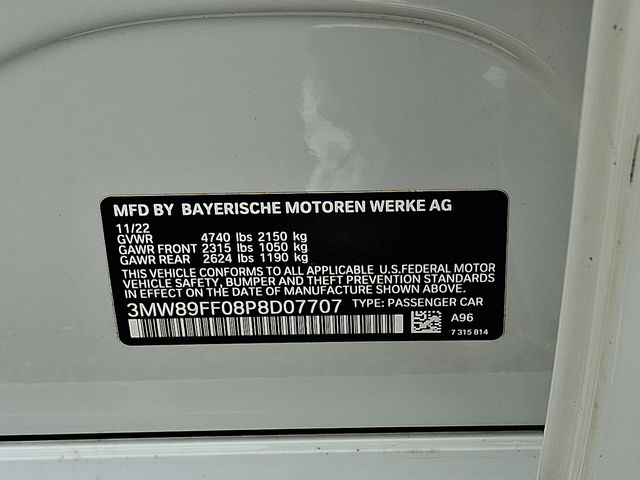 MFD BY BAYERISCHE MOTOREN WERKE AG
11/22
GVWR 4740 lbs 2150 kg
GAWR FRONT 2315 lbs 1050 kg
GAWR REAR 2624 lbs 1190 kg
THIS VEHICLE CONFORMS TO ALL APPLICABLE U.S.FEDERAL MOTOR
VEHICLE SAFETY, BUMPER AND THEFT PREVENTION STANDARDS
IN EFFECT ON THE DATE OF MANUFACTURE SHOWN ABOVE.
3MW89FF08P8D07707 TYPE: PASSENGER CAR
A96
7 315 814